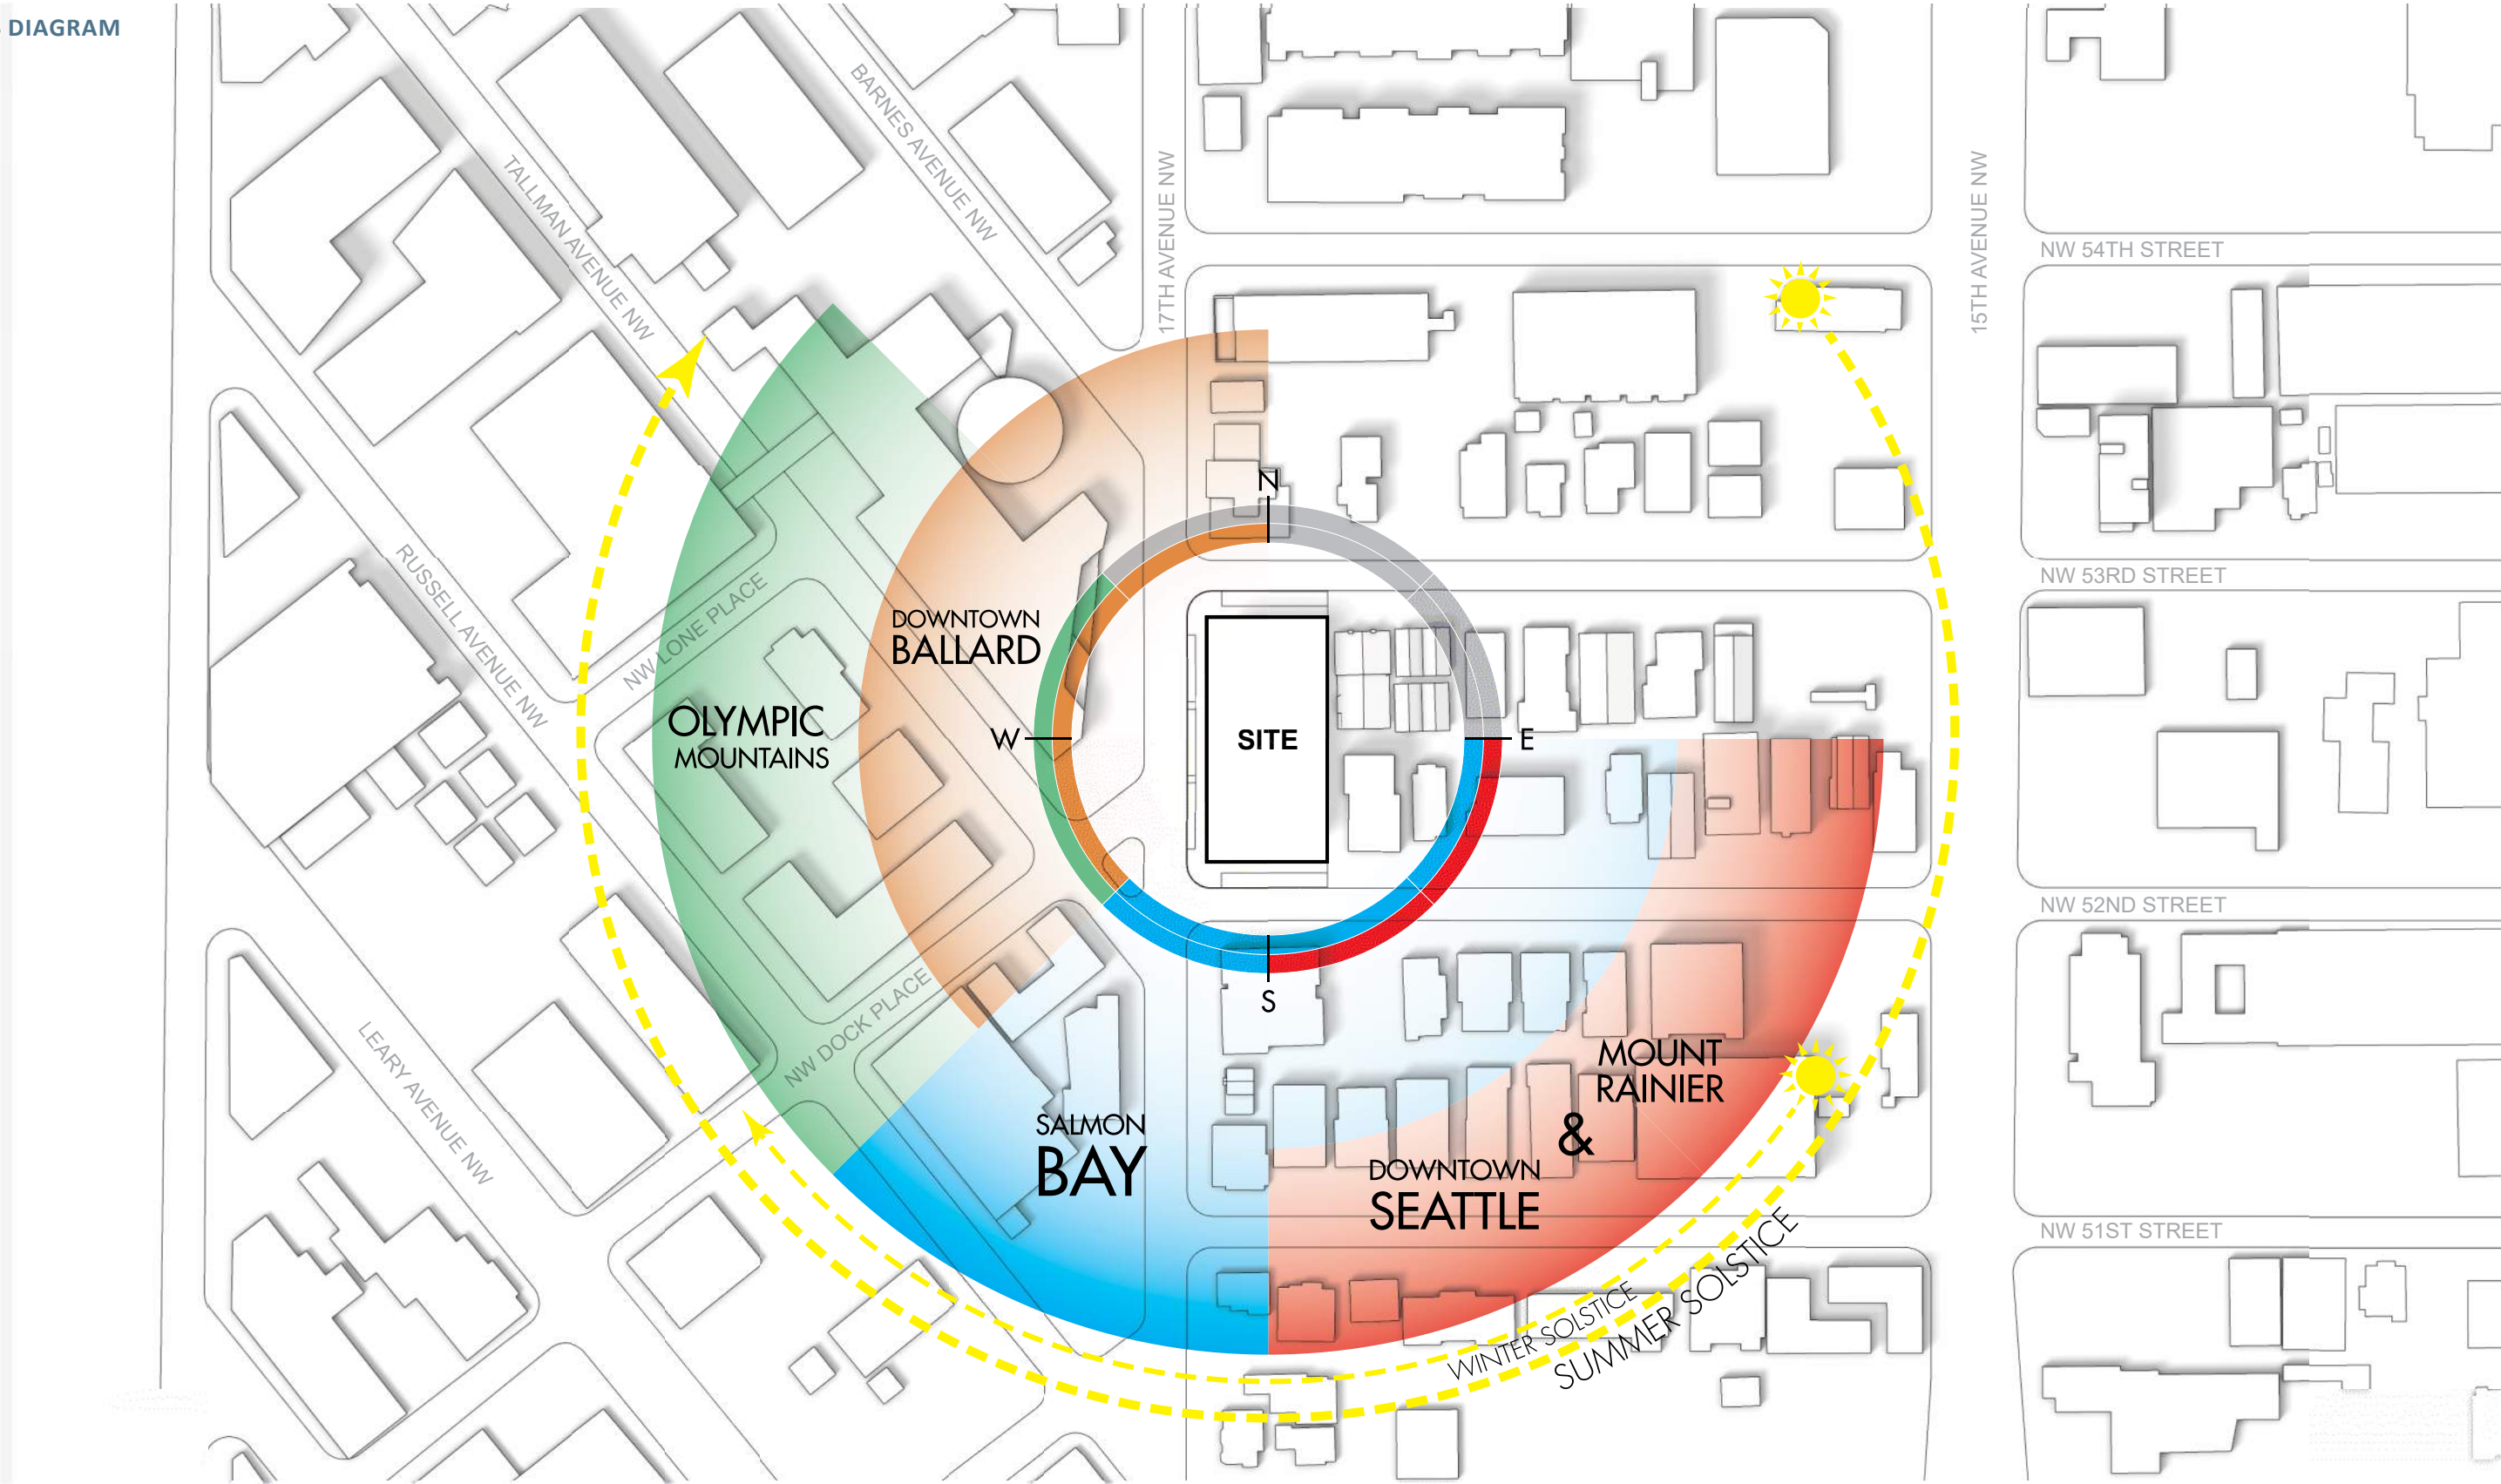 DIAGRAM
BARNES AVENUE NW
TALLMAN AVENUE NW
17TH AVENUE NW
15TH AVENUE NW
NW 54TH STREET
N
RUSSELL AVENUE NW
NW LONE PLACE
NW 53RD STREET
DOWNTOWN
BALLARD
OLYMPIC
MOUNTAINS
W
SITE
E
NW 52ND STREET
S
NW DOCK PLACE
LEARY AVENUE NW
MOUNT
RAINIER
&
SALMON
BAY
DOWNTOWN
SEATTLE
NW 51ST STREET
WINTER SOLSTICE
SUMMER SOLSTICE